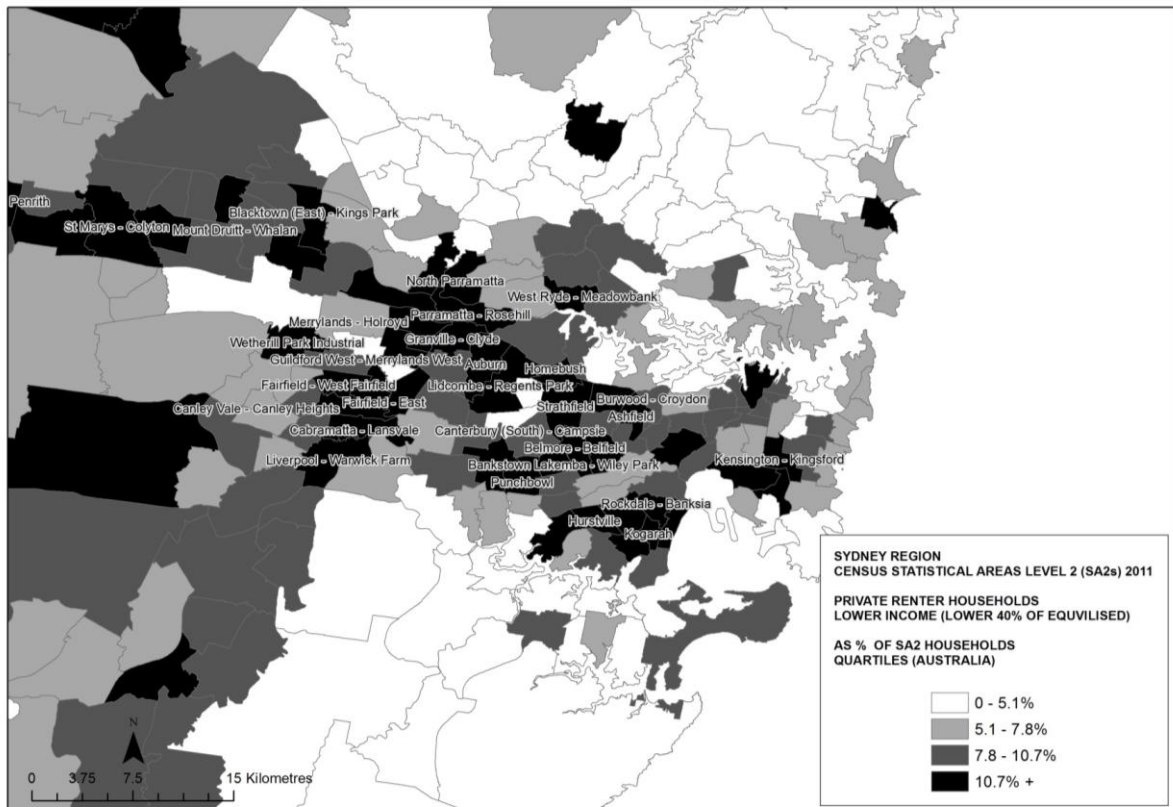 Penrith
Blacktown (East) - Kings Park
St Marys - Colyton
Mount Druitt - Whalan
North Parramatta
West Ryde - Meadowbank
Parramatta - Rosehill
Merrylands - Holroyd
Granville - Clyde
Wetherill Park Industrial
Guildford West - Merrylands West
Auburn
Homebush
Fairfield - West Fairfield
Lidcombe - Regents Park
Burwood - Croydon
Fairfield - East
Strathfield
Canley Vale - Canley Heights
Ashfield
Cabramatta - Lansvale
Canterbury (South) - Campsie
Belmore - Belfield
Liverpool - Warwick Farm
Bankstown
Lakemba - Wiley Park
Kensington - Kingsford
Punchbowl
Rockdale - Banksia
Hurstville
Kogarah
SYDNEY REGION
CENSUS STATISTICAL AREAS LEVEL 2 (SA2s) 2011
PRIVATE RENTER HOUSEHOLDS
LOWER INCOME (LOWER 40% OF EQUVILISED)
AS % OF SA2 HOUSEHOLDS
QUARTILES (AUSTRALIA)
0 - 5.1%
5.1 - 7.8%
7.8 - 10.7%
10.7% +
N
0 3.75 7.5 15 Kilometres